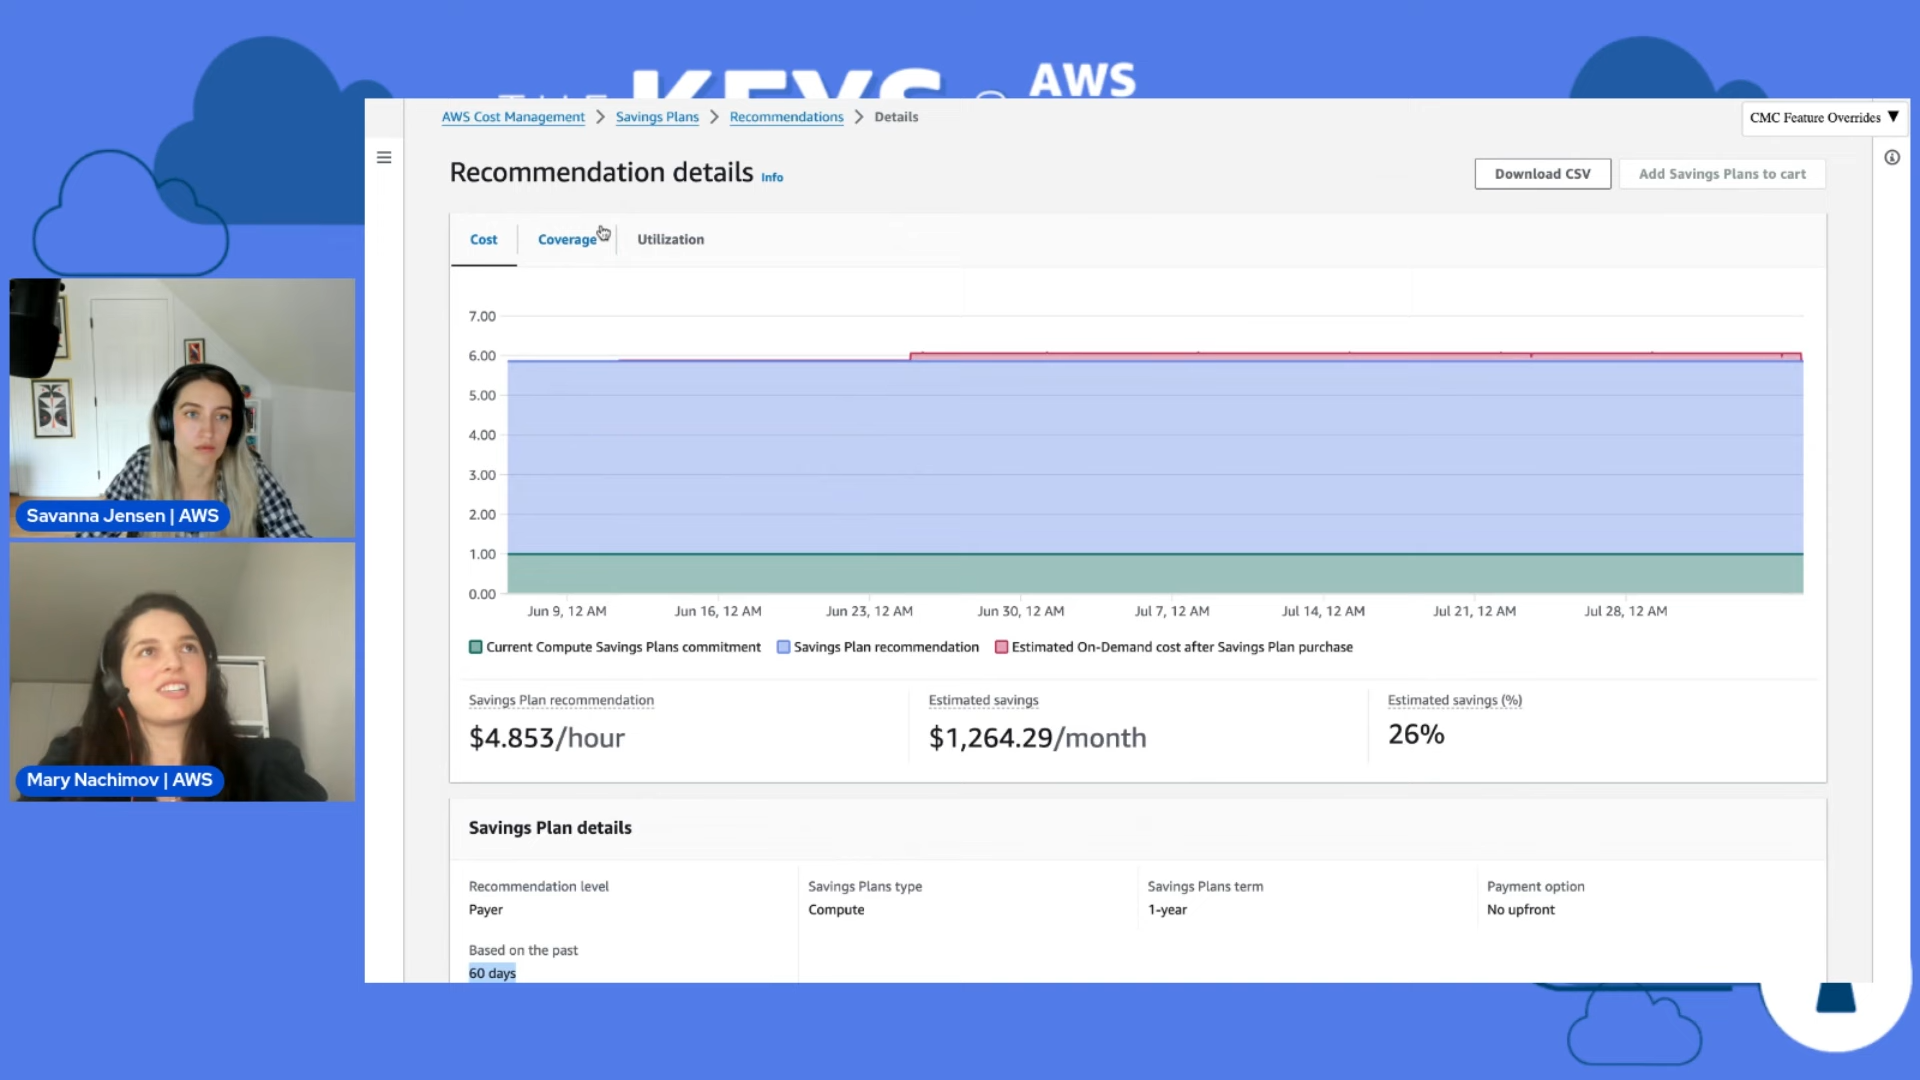 THE KEYS
AWS
AWS Cost Management > Savings Plans > Recommendations > Details
CMC Feature Overrides ▼
Recommendation details Info
Download CSV
Add Savings Plans to cart
Cost
Coverage
Utilization
7.00
6.00
5.00
4.00
3.00
2.00
1.00
0.00
Jun 9, 12 AM
Jun 16, 12 AM
Jun 23, 12 AM
Jun 30, 12 AM
Jul 7, 12 AM
Jul 14, 12 AM
Jul 21, 12 AM
Jul 28, 12 AM
Current Compute Savings Plans commitment
Savings Plan recommendation
Estimated On-Demand cost after Savings Plan purchase
Savings Plan recommendation
$4.853/hour
Estimated savings
$1,264.29/month
Estimated savings (%)
26%
Savings Plan details
Recommendation level
Payer
Savings Plans type
Compute
Savings Plans term
1-year
Payment option
No upfront
Based on the past
60 days
Savanna Jensen | AWS
Mary Nachimov | AWS